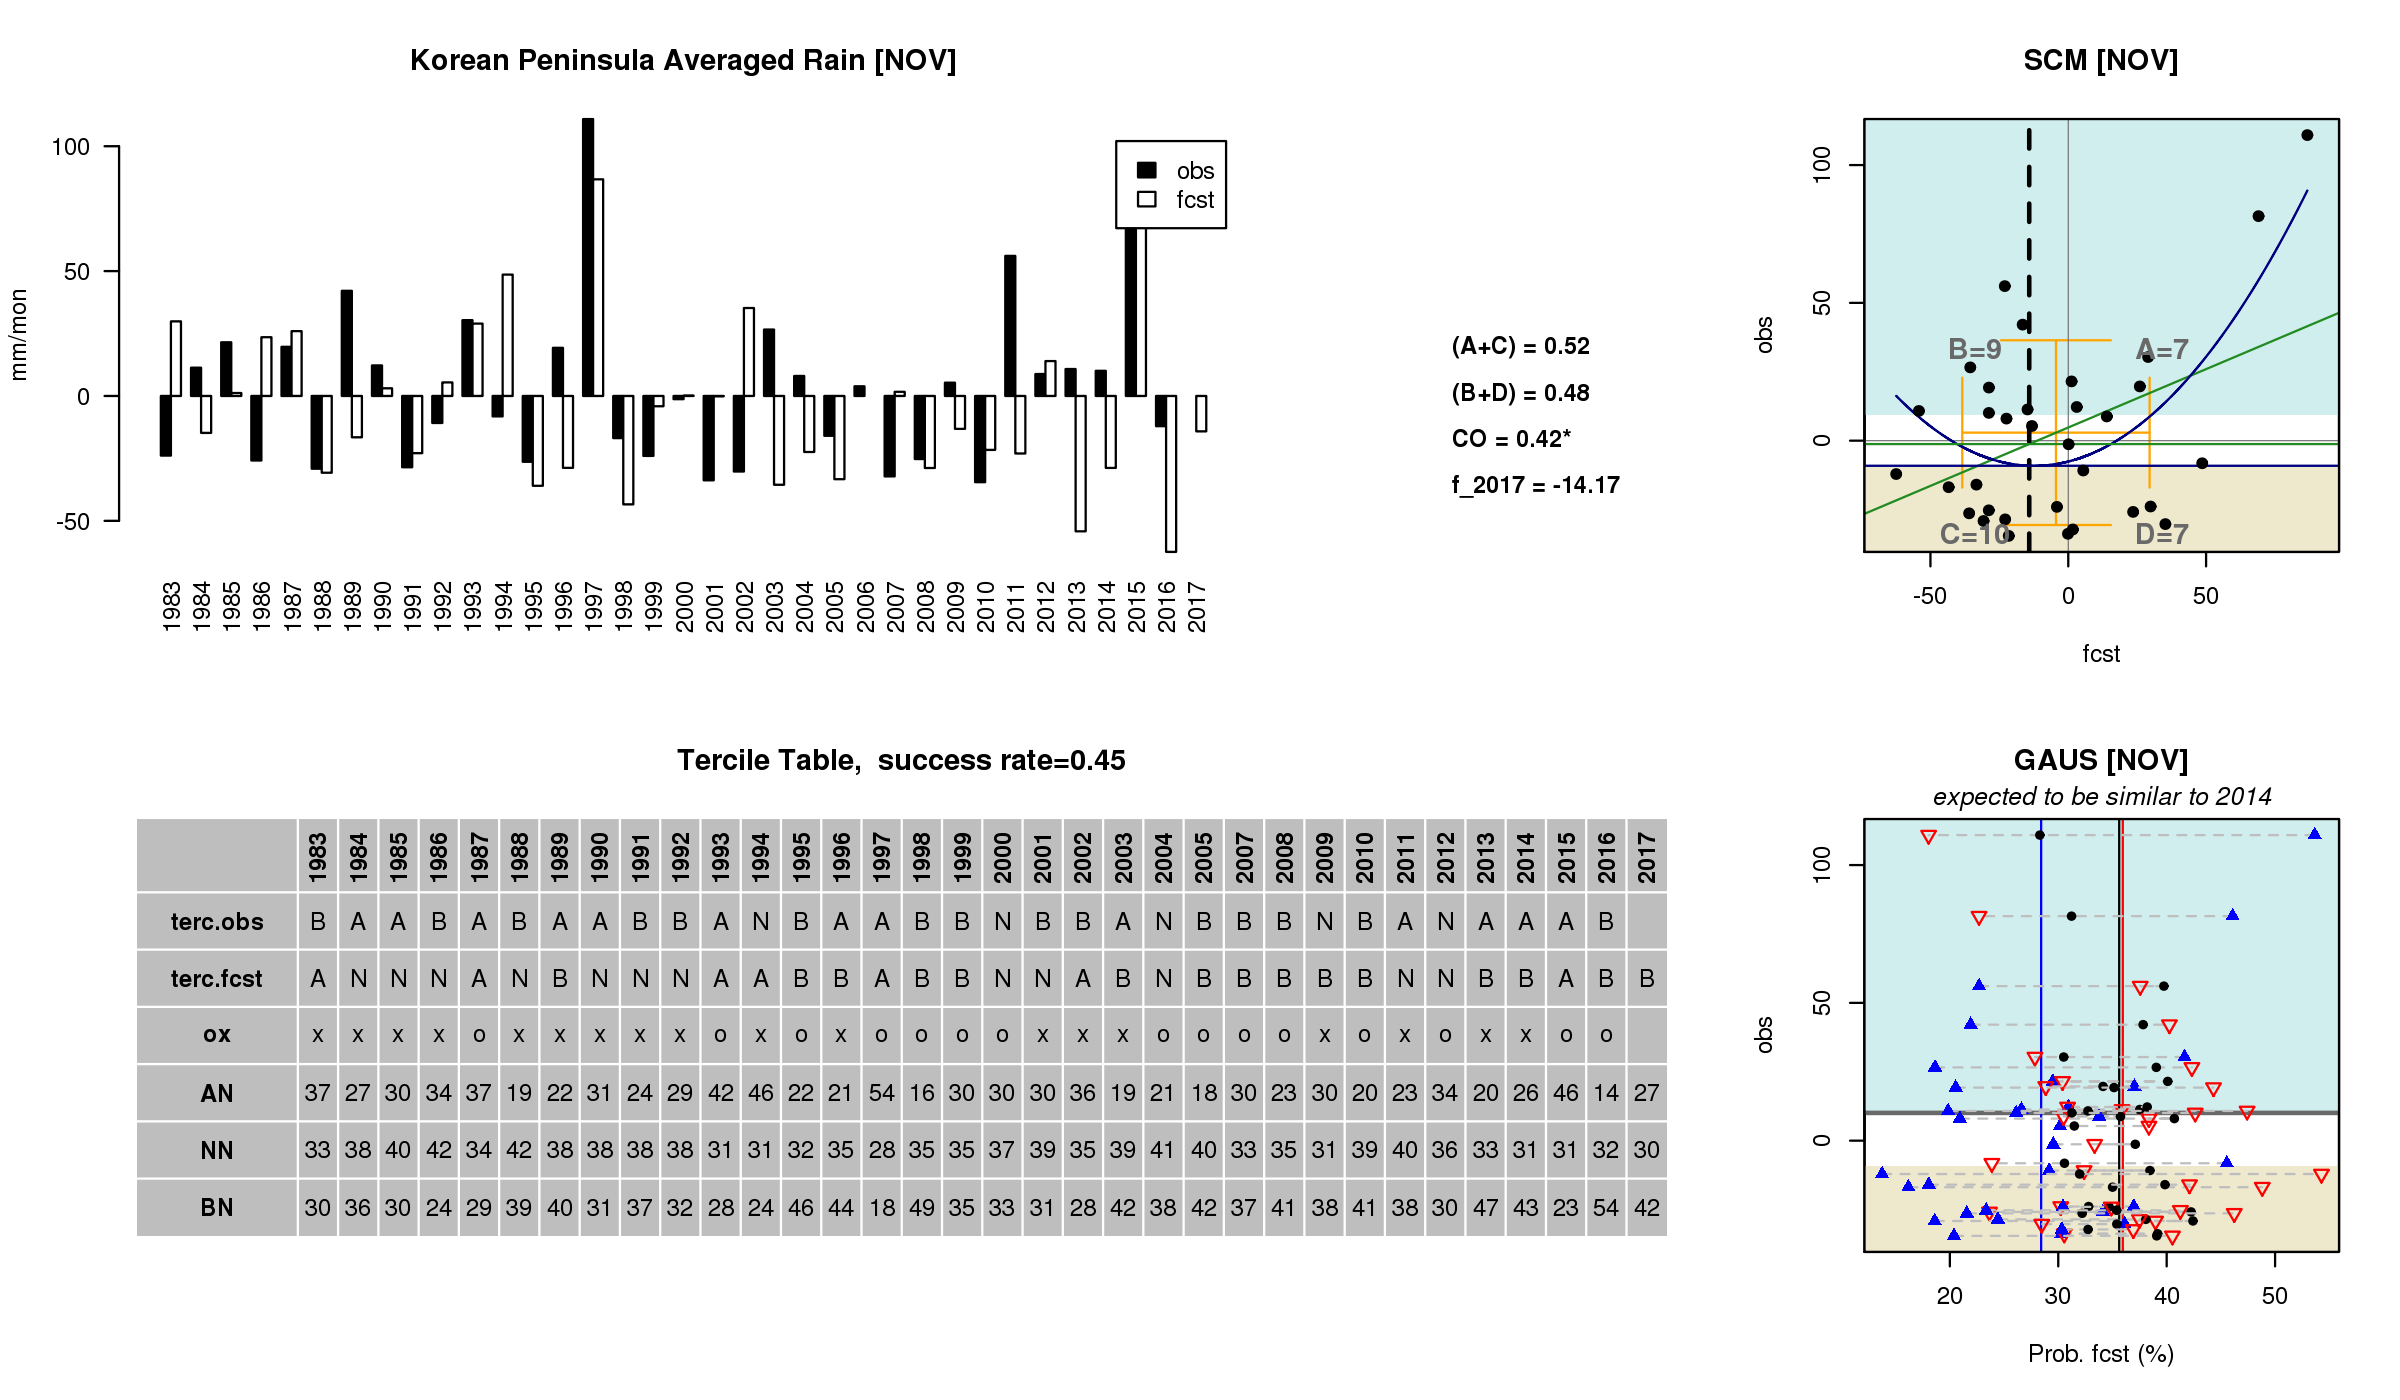 Korean Peninsula Averaged Rain [NOV]
mm/mon
100
50
0
-50
obs
fcst
1983 1984 1985 1986 1987 1988 1989 1990 1991 1992 1993 1994 1995 1996 1997 1998 1999 2000 2001 2002 2003 2004 2005 2006 2007 2008 2009 2010 2011 2012 2013 2014 2015 2016 2017
(A+C) = 0.52
(B+D) = 0.48
CO = 0.42*
f_2017 = -14.17
SCM [NOV]
obs
100
50
0
B=9 A=7
C=10 D=7
-50 0 50
fcst
Tercile Table, success rate=0.45
1983 1984 1985 1986 1987 1988 1989 1990 1991 1992 1993 1994 1995 1996 1997 1998 1999 2000 2001 2002 2003 2004 2005 2007 2008 2009 2010 2011 2012 2013 2014 2015 2016 2017
terc.obs B A A B A B A A B B A N B A A B B N B B A N B B B N B A N A A A B
terc.fcst A N N N A N B N N N A A B B A B B N N A B N B B B B B N N B B A B B
ox x x x x o x x x x x o x o x o o o o x x x o o o o x o x o x x o o
AN 37 27 30 34 37 19 22 31 24 29 42 46 22 21 54 16 30 30 30 36 19 21 18 30 23 30 20 23 34 20 26 46 14 27
NN 33 38 40 42 34 42 38 38 38 38 31 31 32 35 28 35 35 37 39 35 39 41 40 33 35 31 39 40 36 33 31 31 32 30
BN 30 36 30 24 29 39 40 31 37 32 28 24 46 44 18 49 35 33 31 28 42 38 42 37 41 38 41 38 30 47 43 23 54 42
GAUS [NOV]
expected to be similar to 2014
obs
100
50
0
20 30 40 50
Prob. fcst (%)